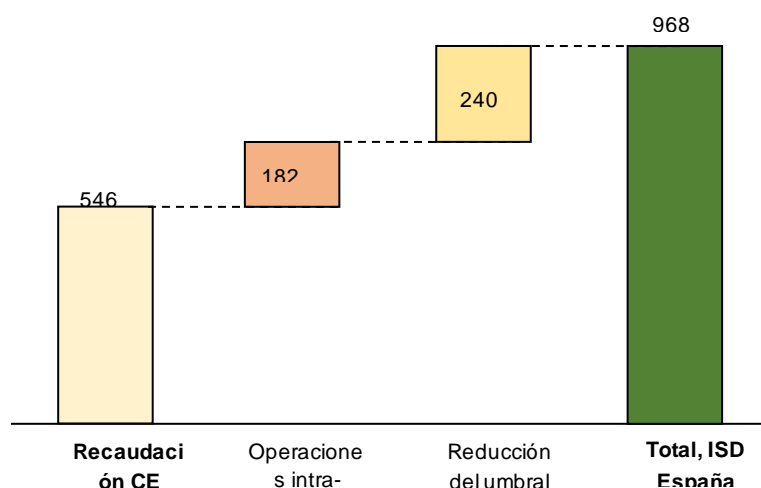 968
240
182
546
Recaudaci
ón CE
Operacione
s intra-
Reducción
del umbral
Total, ISD
España